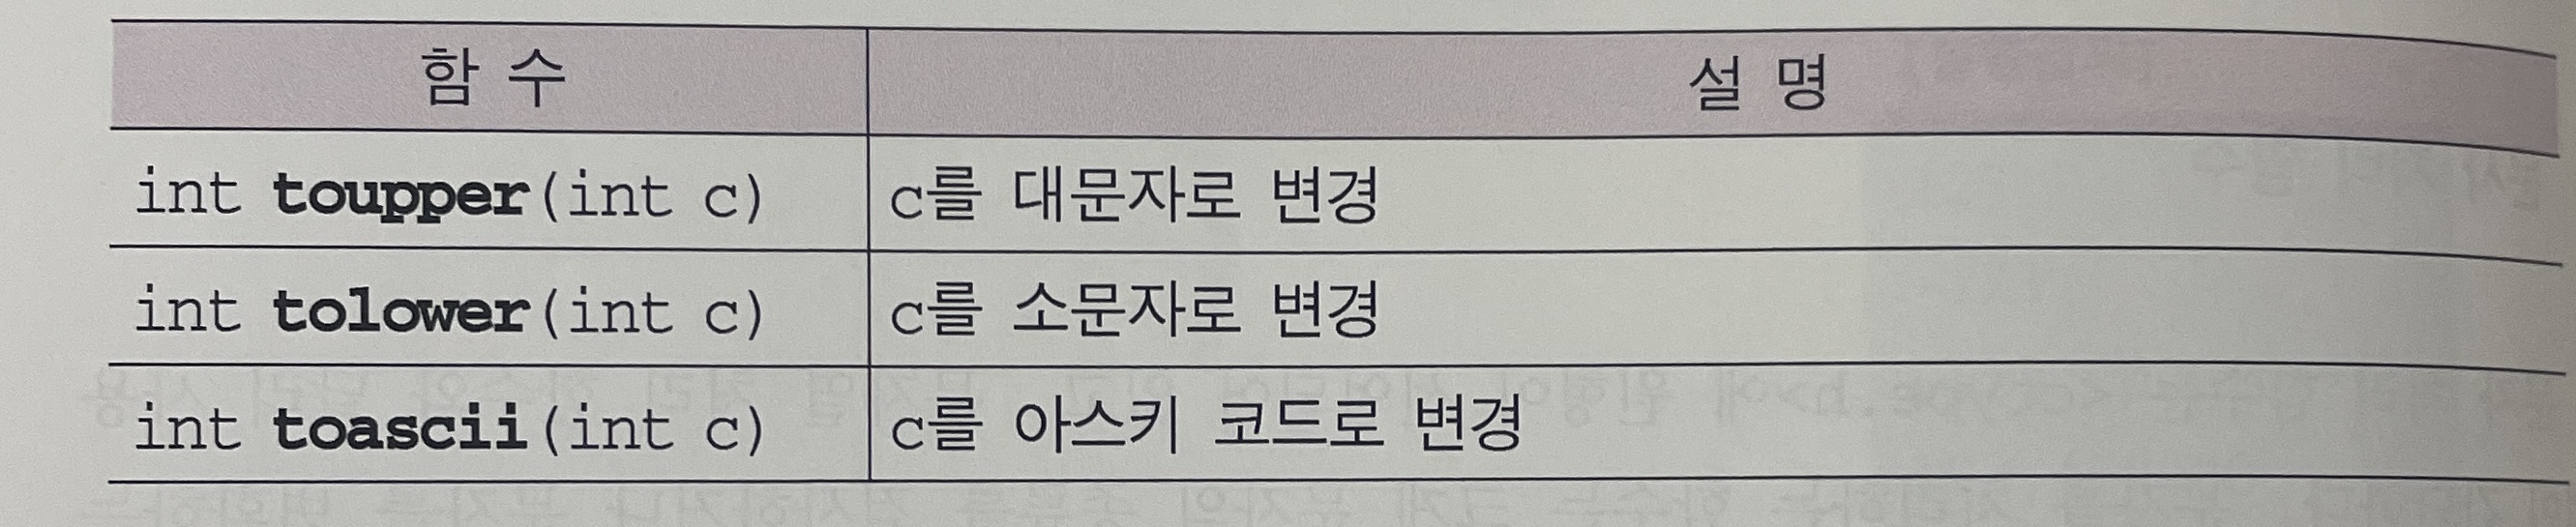 함 수 설 명
int toupper(int c) c를 대문자로 변경
int tolower(int c) c를 소문자로 변경
int toascii(int c) c를 아스키 코드로 변경